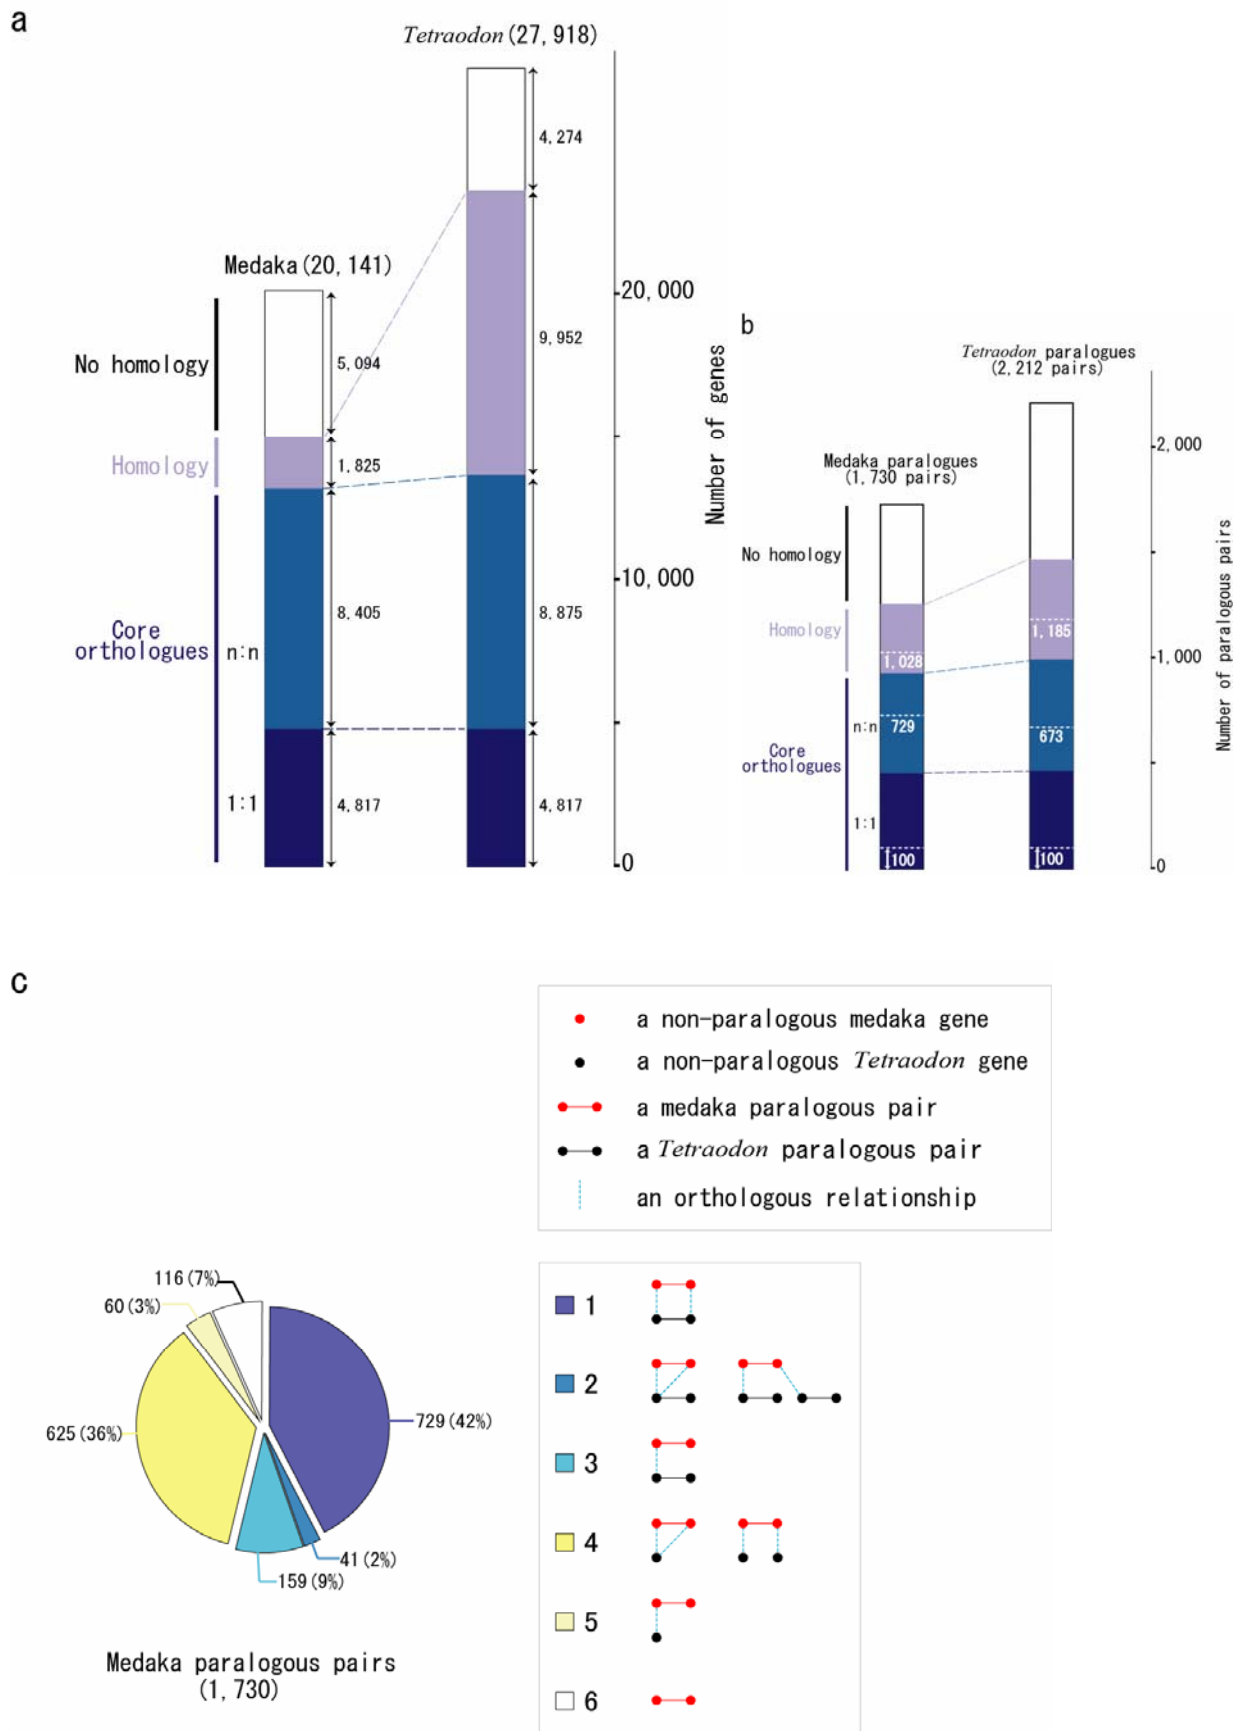 a
Tetraodon (27,918)
4,274
Medaka (20,141)
20,000
9,952
No homology
5,094
Homology
1,825
Number of genes
10,000
8,405
8,875
Core
orthologues
n:n
1:1
4,817
4,817
0
b
Tetraodon paralogues
(2,212 pairs)
2,000
Medaka paralogues
(1,730 pairs)
No homology
Homology
1,185
1,028
1,000
Number of paralogous pairs
n:n
729
673
Core
orthologues
1:1
100
100
0
c
a non-paralogous medaka gene
a non-paralogous Tetraodon gene
a medaka paralogous pair
a Tetraodon paralogous pair
an orthologous relationship
116 (7%)
60 (3%)
625 (36%)
729 (42%)
41 (2%)
159 (9%)
Medaka paralogous pairs
(1,730)
1
2
3
4
5
6